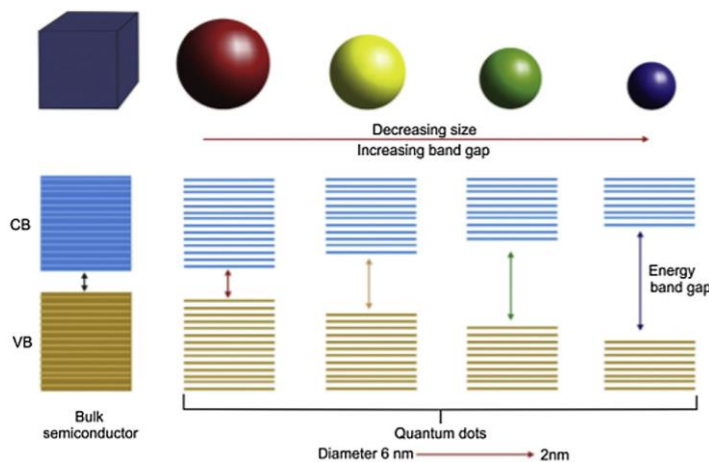 Decreasing size
Increasing band gap
CB
Energy
band gap
VB
Bulk
semiconductor
Quantum dots
Diameter 6 nm 2nm